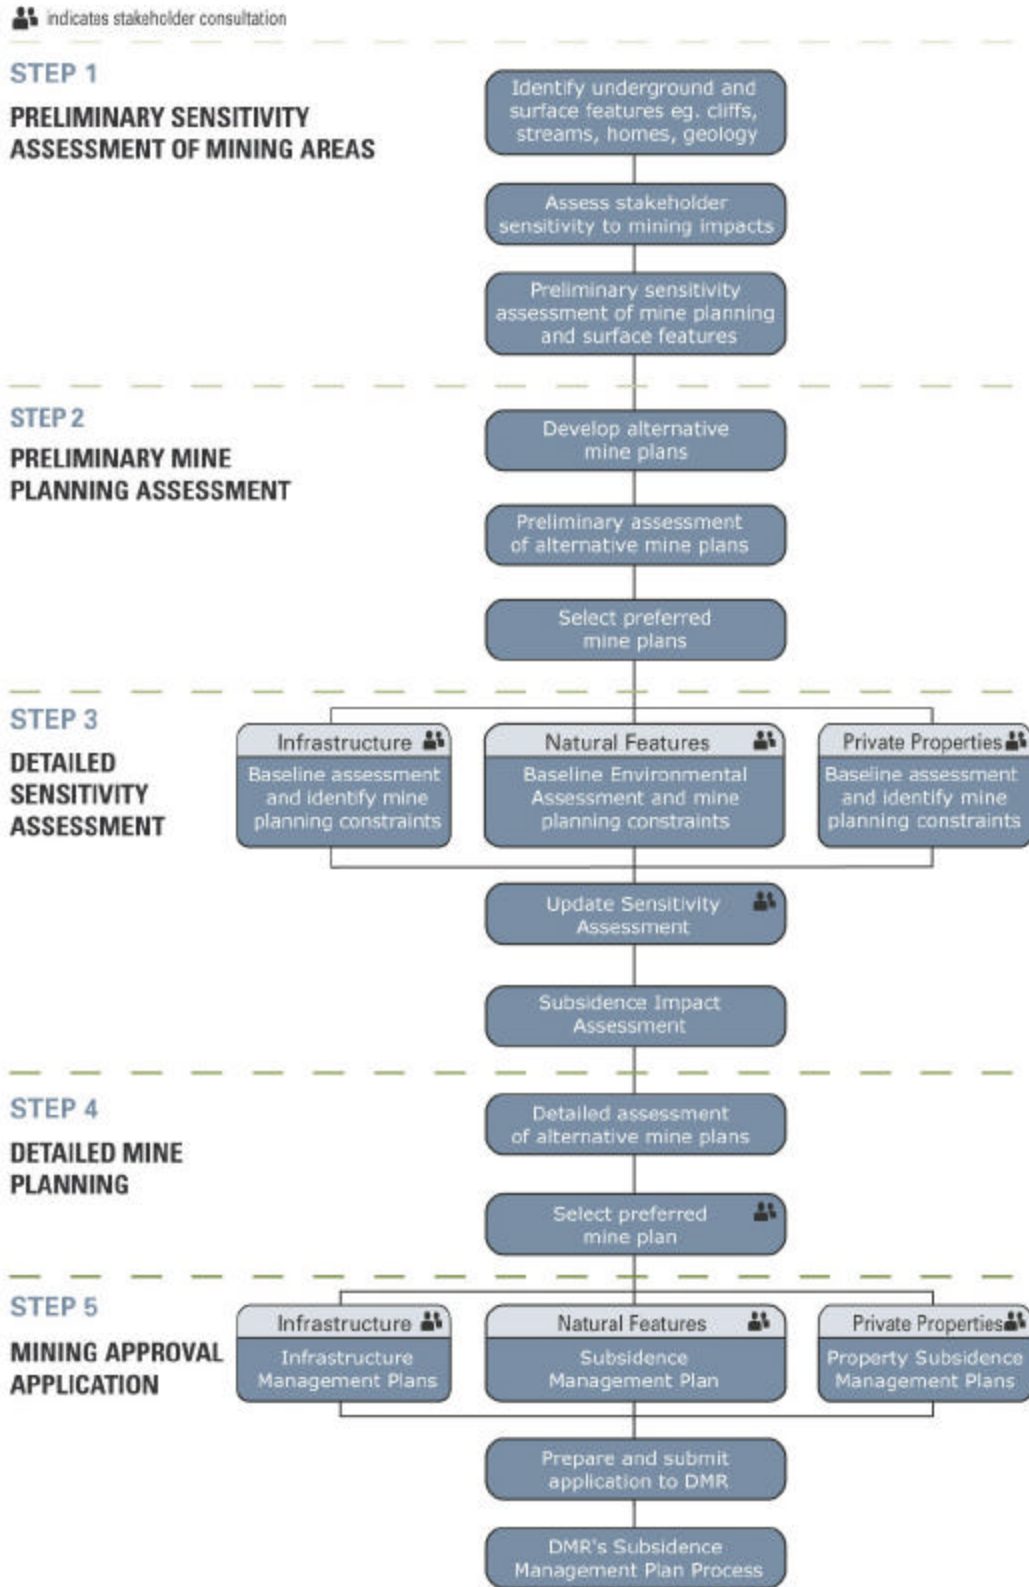 indicates stakeholder consultation
STEP 1
PRELIMINARY SENSITIVITY
ASSESSMENT OF MINING AREAS
Identify underground and
surface features eg. cliffs,
streams, homes, geology
Assess stakeholder
sensitivity to mining impacts
Preliminary sensitivity
assessment of mine planning
and surface features
STEP 2
PRELIMINARY MINE
PLANNING ASSESSMENT
Develop alternative
mine plans
Preliminary assessment
of alternative mine plans
Select preferred
mine plans
STEP 3
DETAILED
SENSITIVITY
ASSESSMENT
Infrastructure
Baseline assessment
and identify mine
planning constraints
Natural Features
Baseline Environmental
Assessment and mine
planning constraints
Private Properties
Baseline assessment
and identify mine
planning constraints
Update Sensitivity
Assessment
Subsidence Impact
Assessment
STEP 4
DETAILED MINE
PLANNING
Detailed assessment
of alternative mine plans
Select preferred
mine plan
STEP 5
MINING APPROVAL
APPLICATION
Infrastructure
Infrastructure
Management Plans
Natural Features
Subsidence
Management Plan
Private Properties
Property Subsidence
Management Plans
Prepare and submit
application to DMR
DMR's Subsidence
Management Plan Process